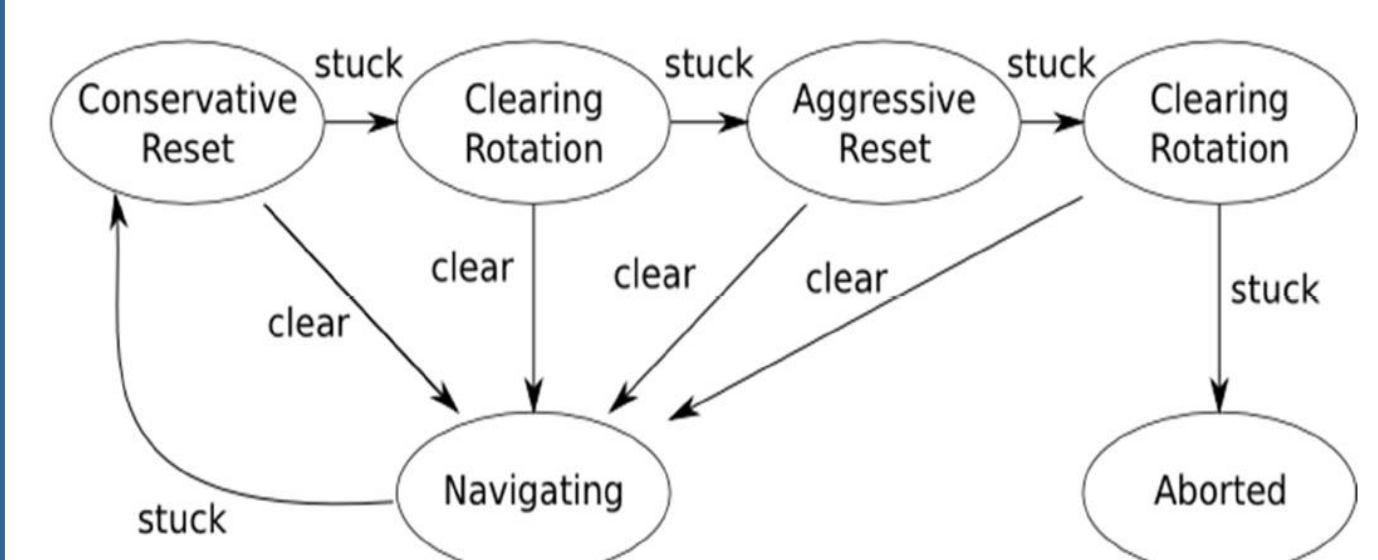 stuck
stuck
stuck
Conservative
Reset
Clearing
Rotation
Aggressive
Reset
Clearing
Rotation
clear
clear
clear
clear
stuck
Navigating
Aborted
stuck